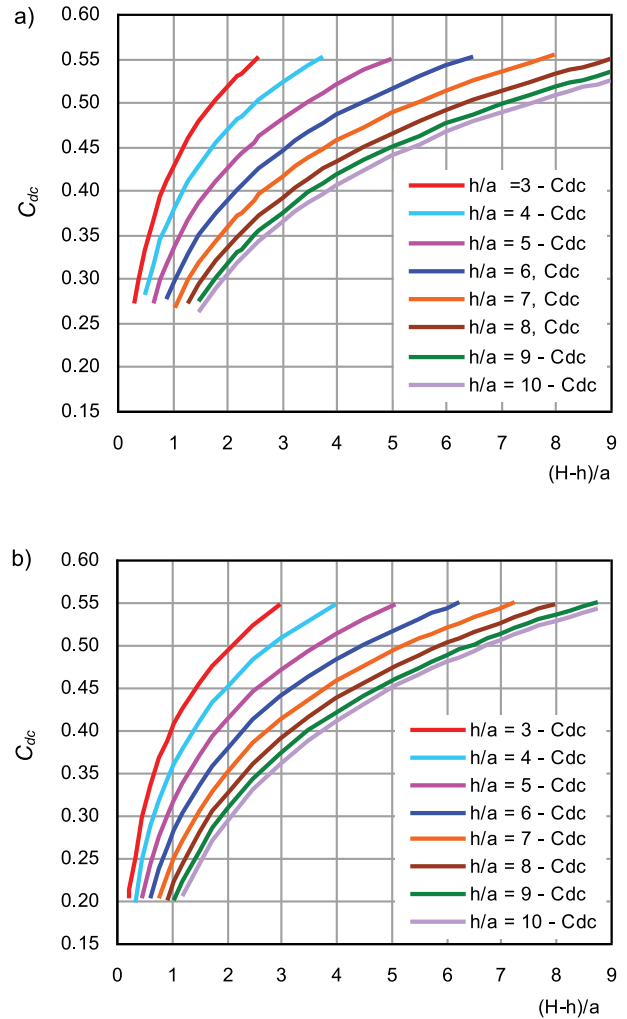 a)
0.60
0.55
0.50
0.45
0.40
0.35
0.30
0.25
0.20
0.15
Cdc
h/a =3 - Cdc
h/a = 4 - Cdc
h/a = 5 - Cdc
h/a = 6, Cdc
h/a = 7, Cdc
h/a = 8, Cdc
h/a = 9 - Cdc
h/a = 10 - Cdc
0 1 2 3 4 5 6 7 8 9
(H-h)/a
b)
0.60
0.55
0.50
0.45
0.40
0.35
0.30
0.25
0.20
0.15
Cdc
h/a = 3 - Cdc
h/a = 4 - Cdc
h/a = 5 - Cdc
h/a = 6 - Cdc
h/a = 7 - Cdc
h/a = 8 - Cdc
h/a = 9 - Cdc
h/a = 10 - Cdc
0 1 2 3 4 5 6 7 8 9
(H-h)/a